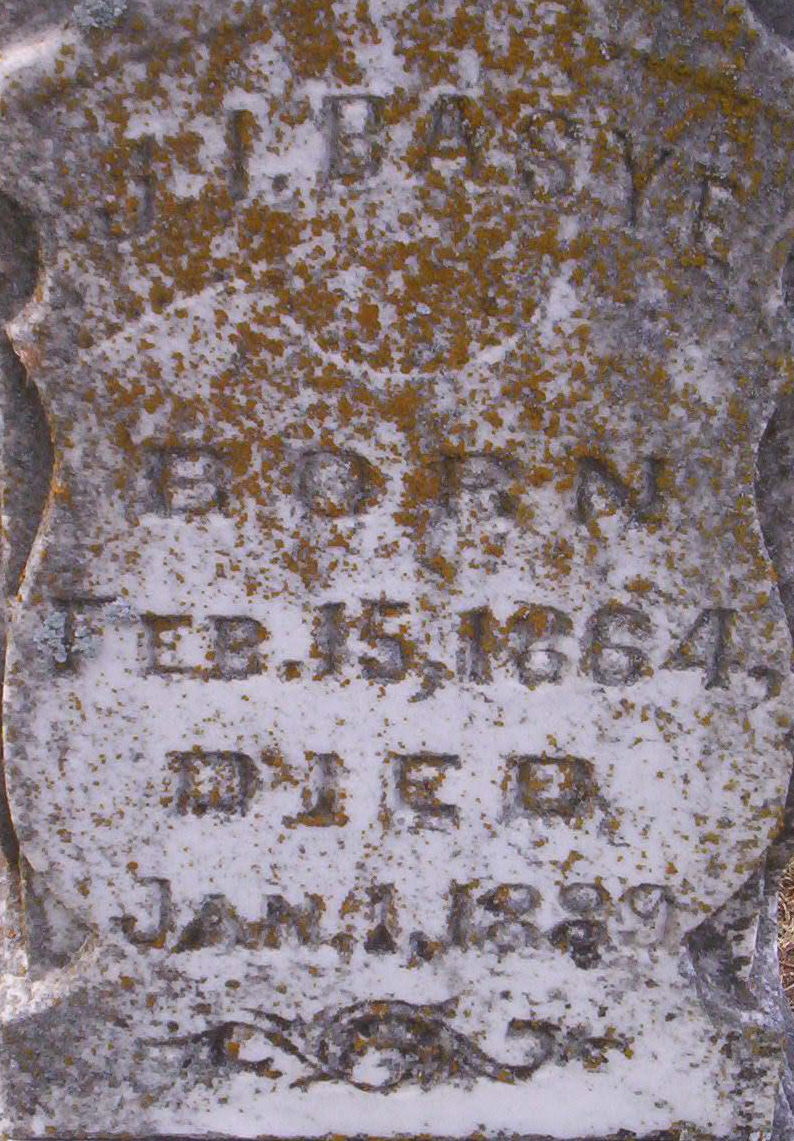 J.I. BASYE
BORN
FEB. 15, 1864,
DIED
JAN. 1, 1889